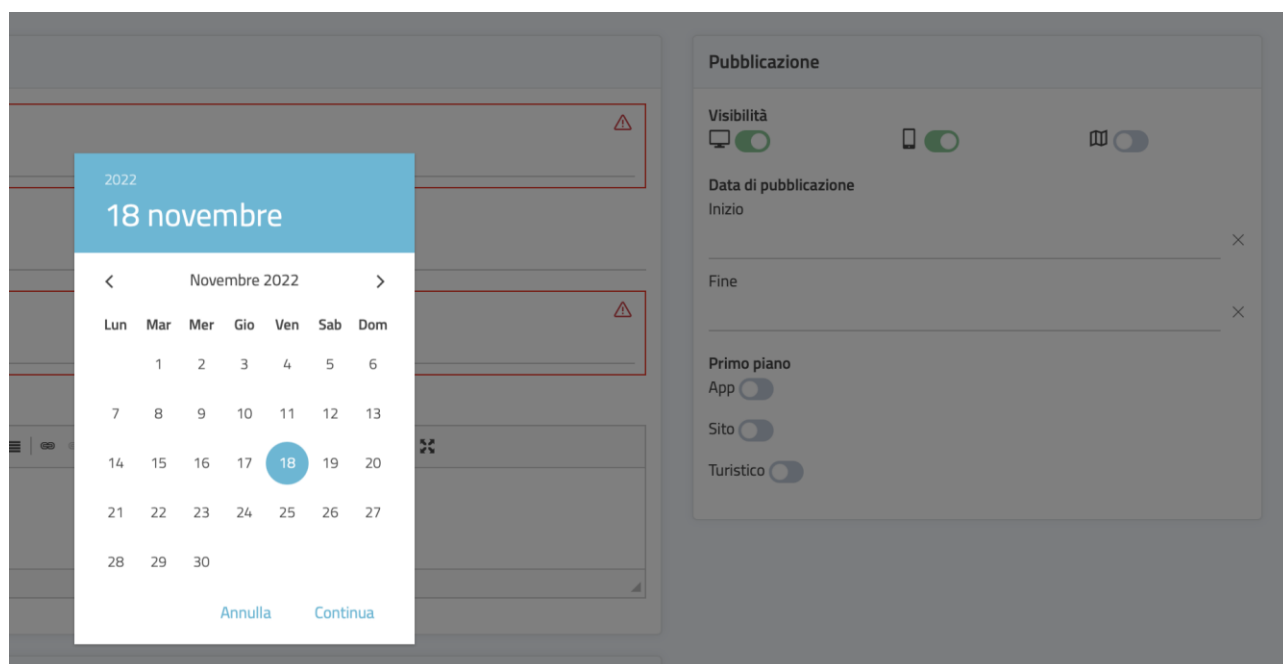 2022
18 novembre
Novembre 2022
Lun Mar Mer Gio Ven Sab Dom
1 2 3 4 5 6
7 8 9 10 11 12 13
14 15 16 17 18 19 20
21 22 23 24 25 26 27
28 29 30
Annulla Continua
Pubblicazione
Visibilità
Data di pubblicazione
Inizio
Fine
Primo piano
App
Sito
Turistico